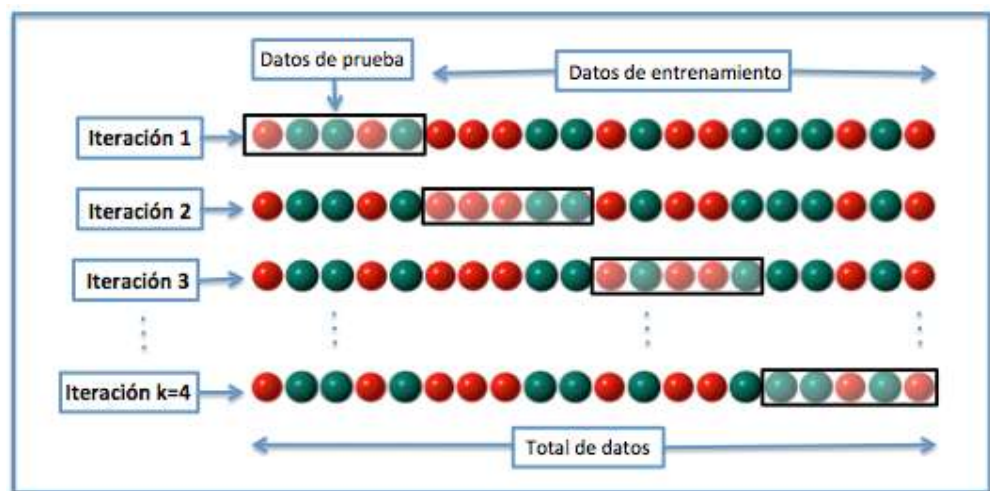 Datos de prueba
Datos de entrenamiento
Iteración 1
Iteración 2
Iteración 3
Iteración k=4
Total de datos